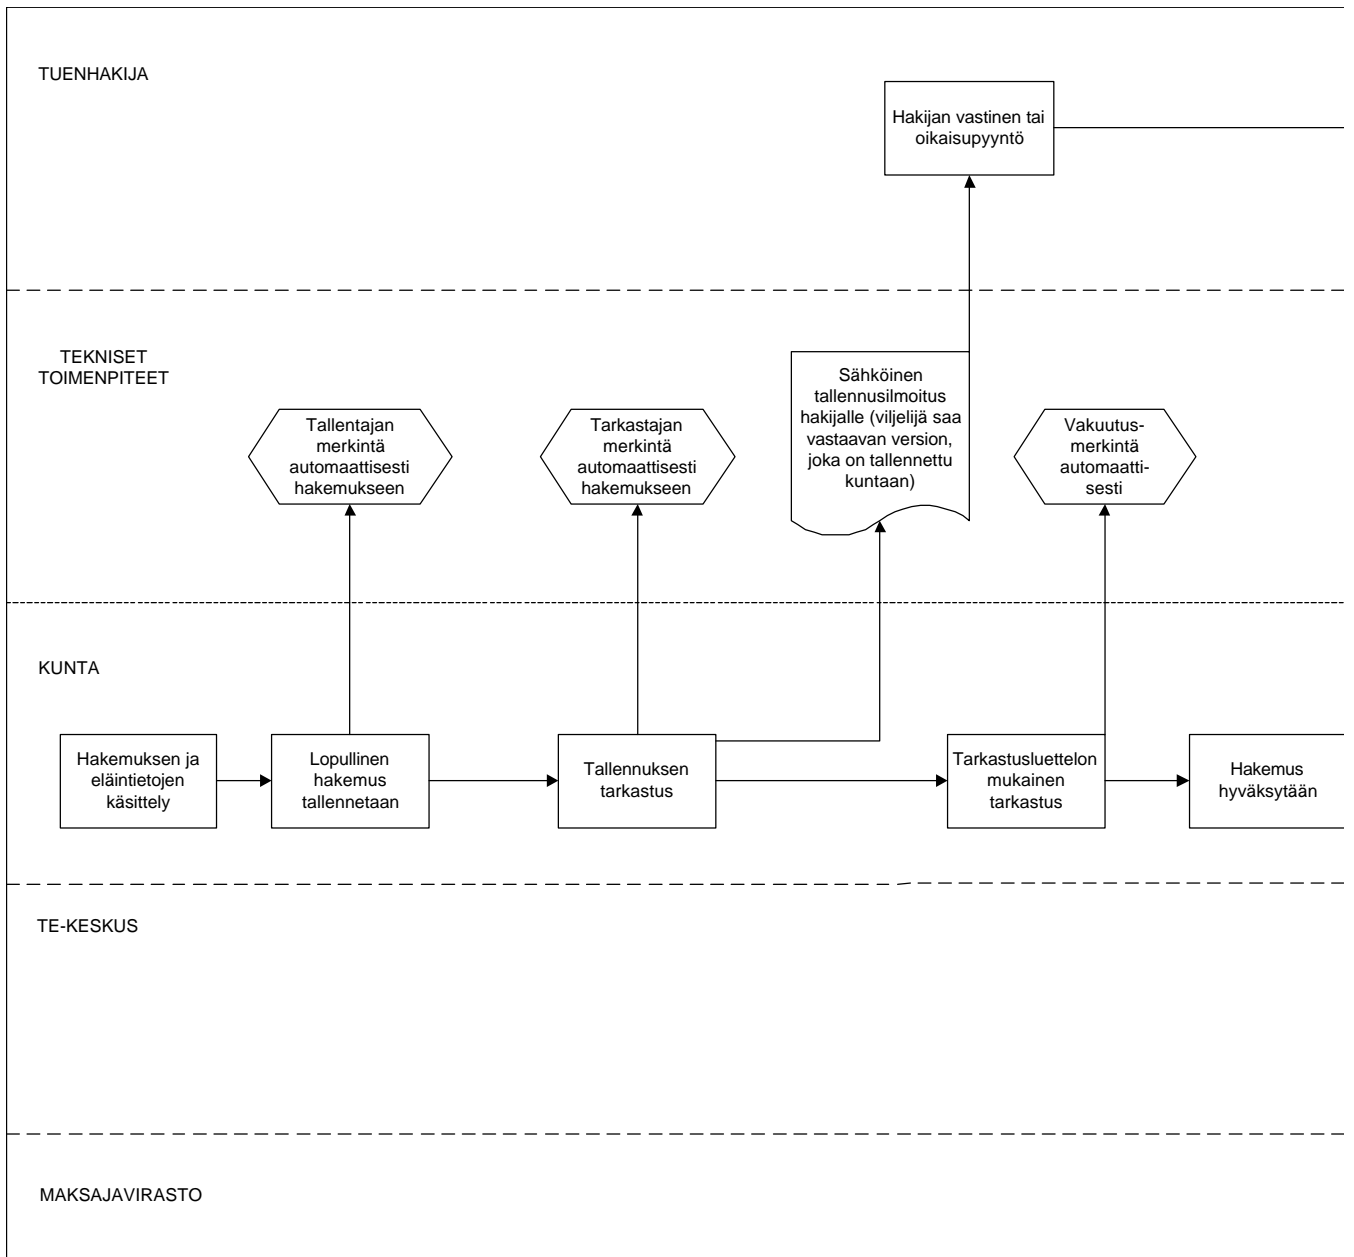 TUENHAKIJA
Hakijan vastinen tai
oikaisupyyntö
TEKNISET
TOIMENPITEET
Tallentajan
merkintä
automaattisesti
hakemukseen
Tarkastajan
merkintä
automaattisesti
hakemukseen
Sähköinen
tallennusilmoitus
hakijalle (viljelijä saa
vastaavan version,
joka on tallennettu
kuntaan)
Vakuutus-
merkintä
automaatti-
sesti
KUNTA
Hakemuksen ja
eläintietojen
käsittely
Lopullinen
hakemus
tallennetaan
Tallennuksen
tarkastus
Tarkastusluettelon
mukainen
tarkastus
Hakemus
hyväksytään
TE-KESKUS
MAKSAJAVIRASTO